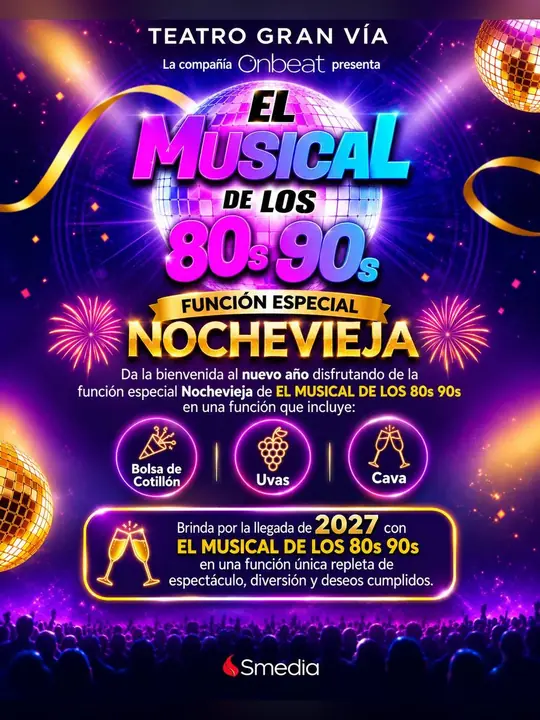 TEATRO GRAN VÍA
La compañía Onbeat presenta
EL
MUSICAL
DE LOS
80s 90s
FUNCIÓN ESPECIAL
NOCHEVIEJA
Da la bienvenida al nuevo año disfrutando de la
función especial Nochevieja de EL MUSICAL DE LOS 80s 90s
en una función que incluye:
Bolsa de
Cotillón
Uvas
Cava
Brinda por la llegada de 2027 con
EL MUSICAL DE LOS 80s 90s
en una función única repleta de
espectáculo, diversión y deseos cumplidos.
Smedia